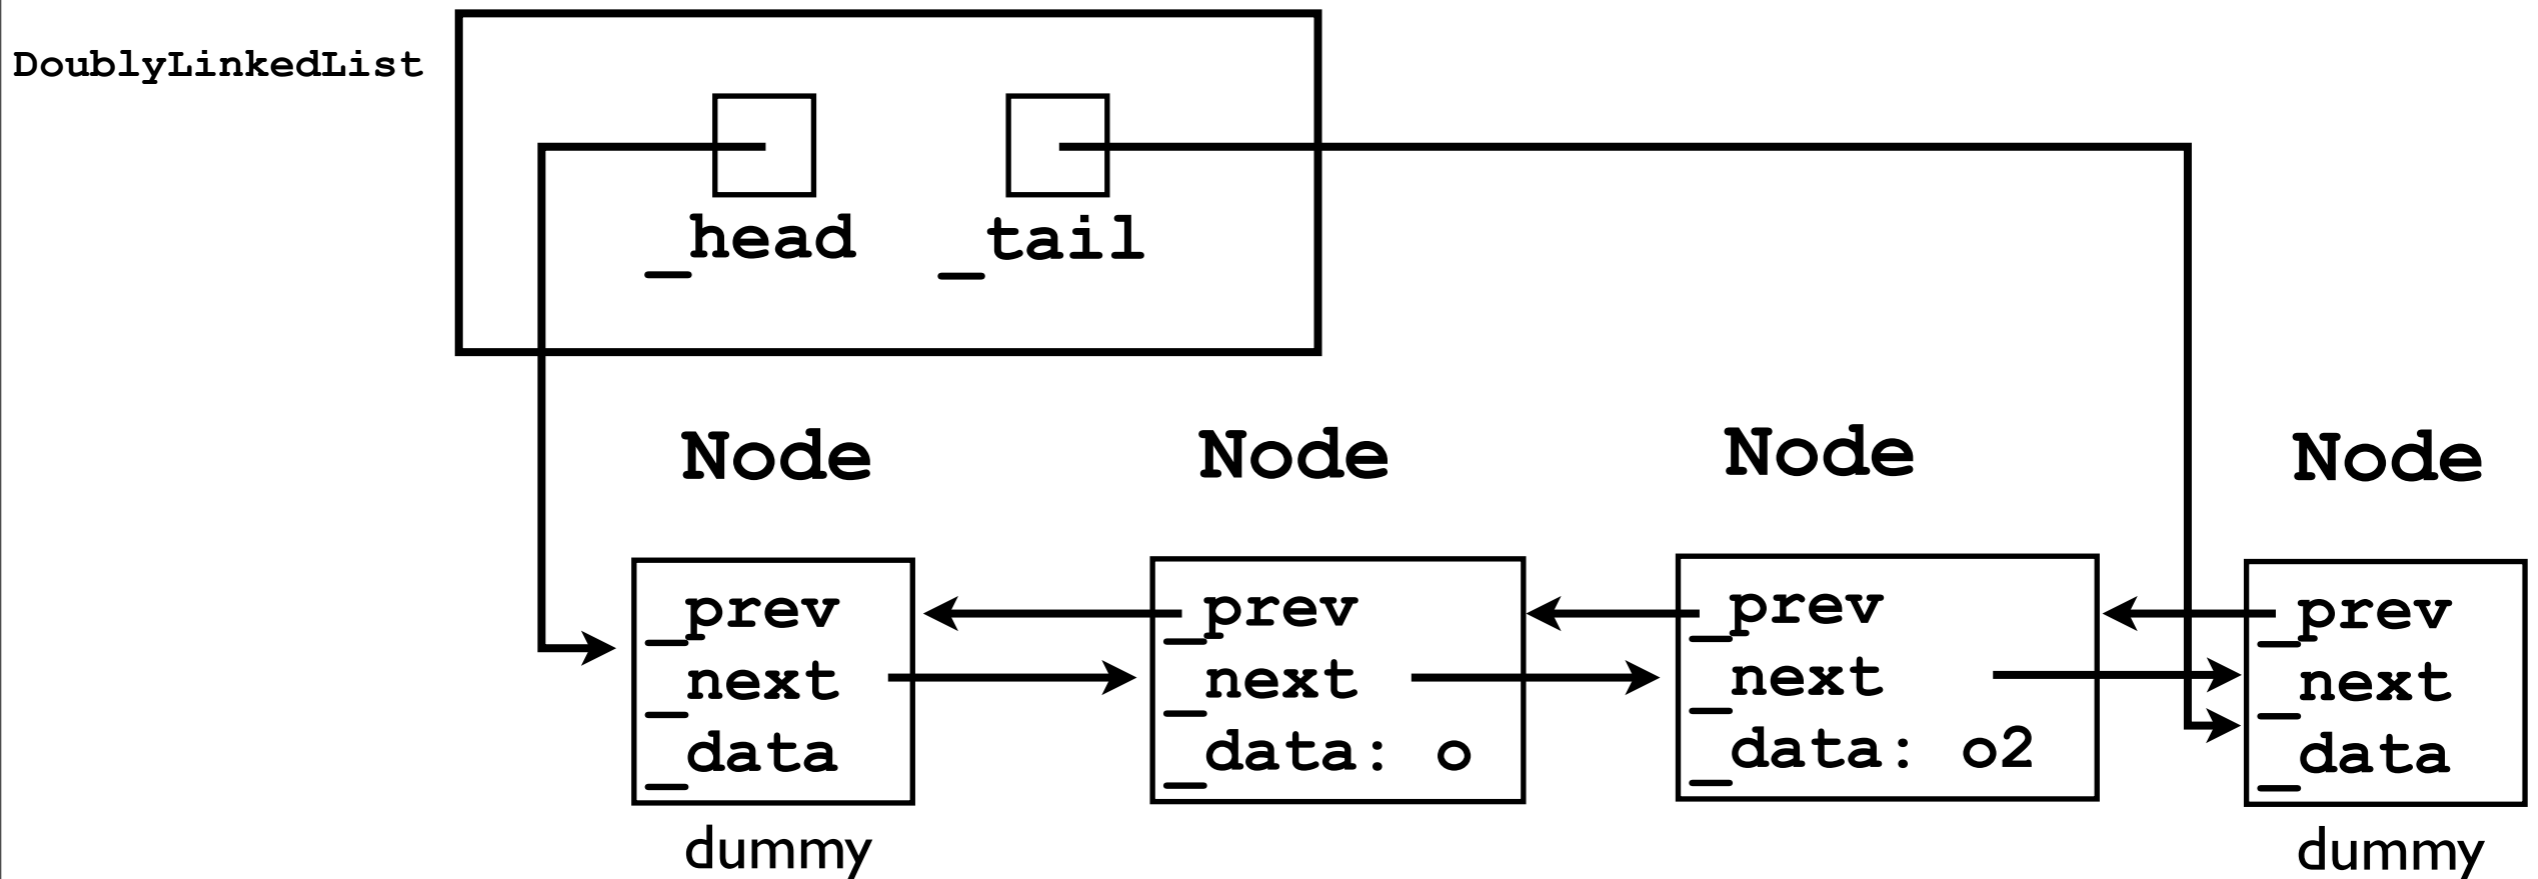 DoublyLinkedList
_head
_tail
Node
Node
Node
Node
_prev
_next
_data
dummy
_prev
_next
_data: o
_prev
_next
_data: o2
_prev
_next
_data
dummy